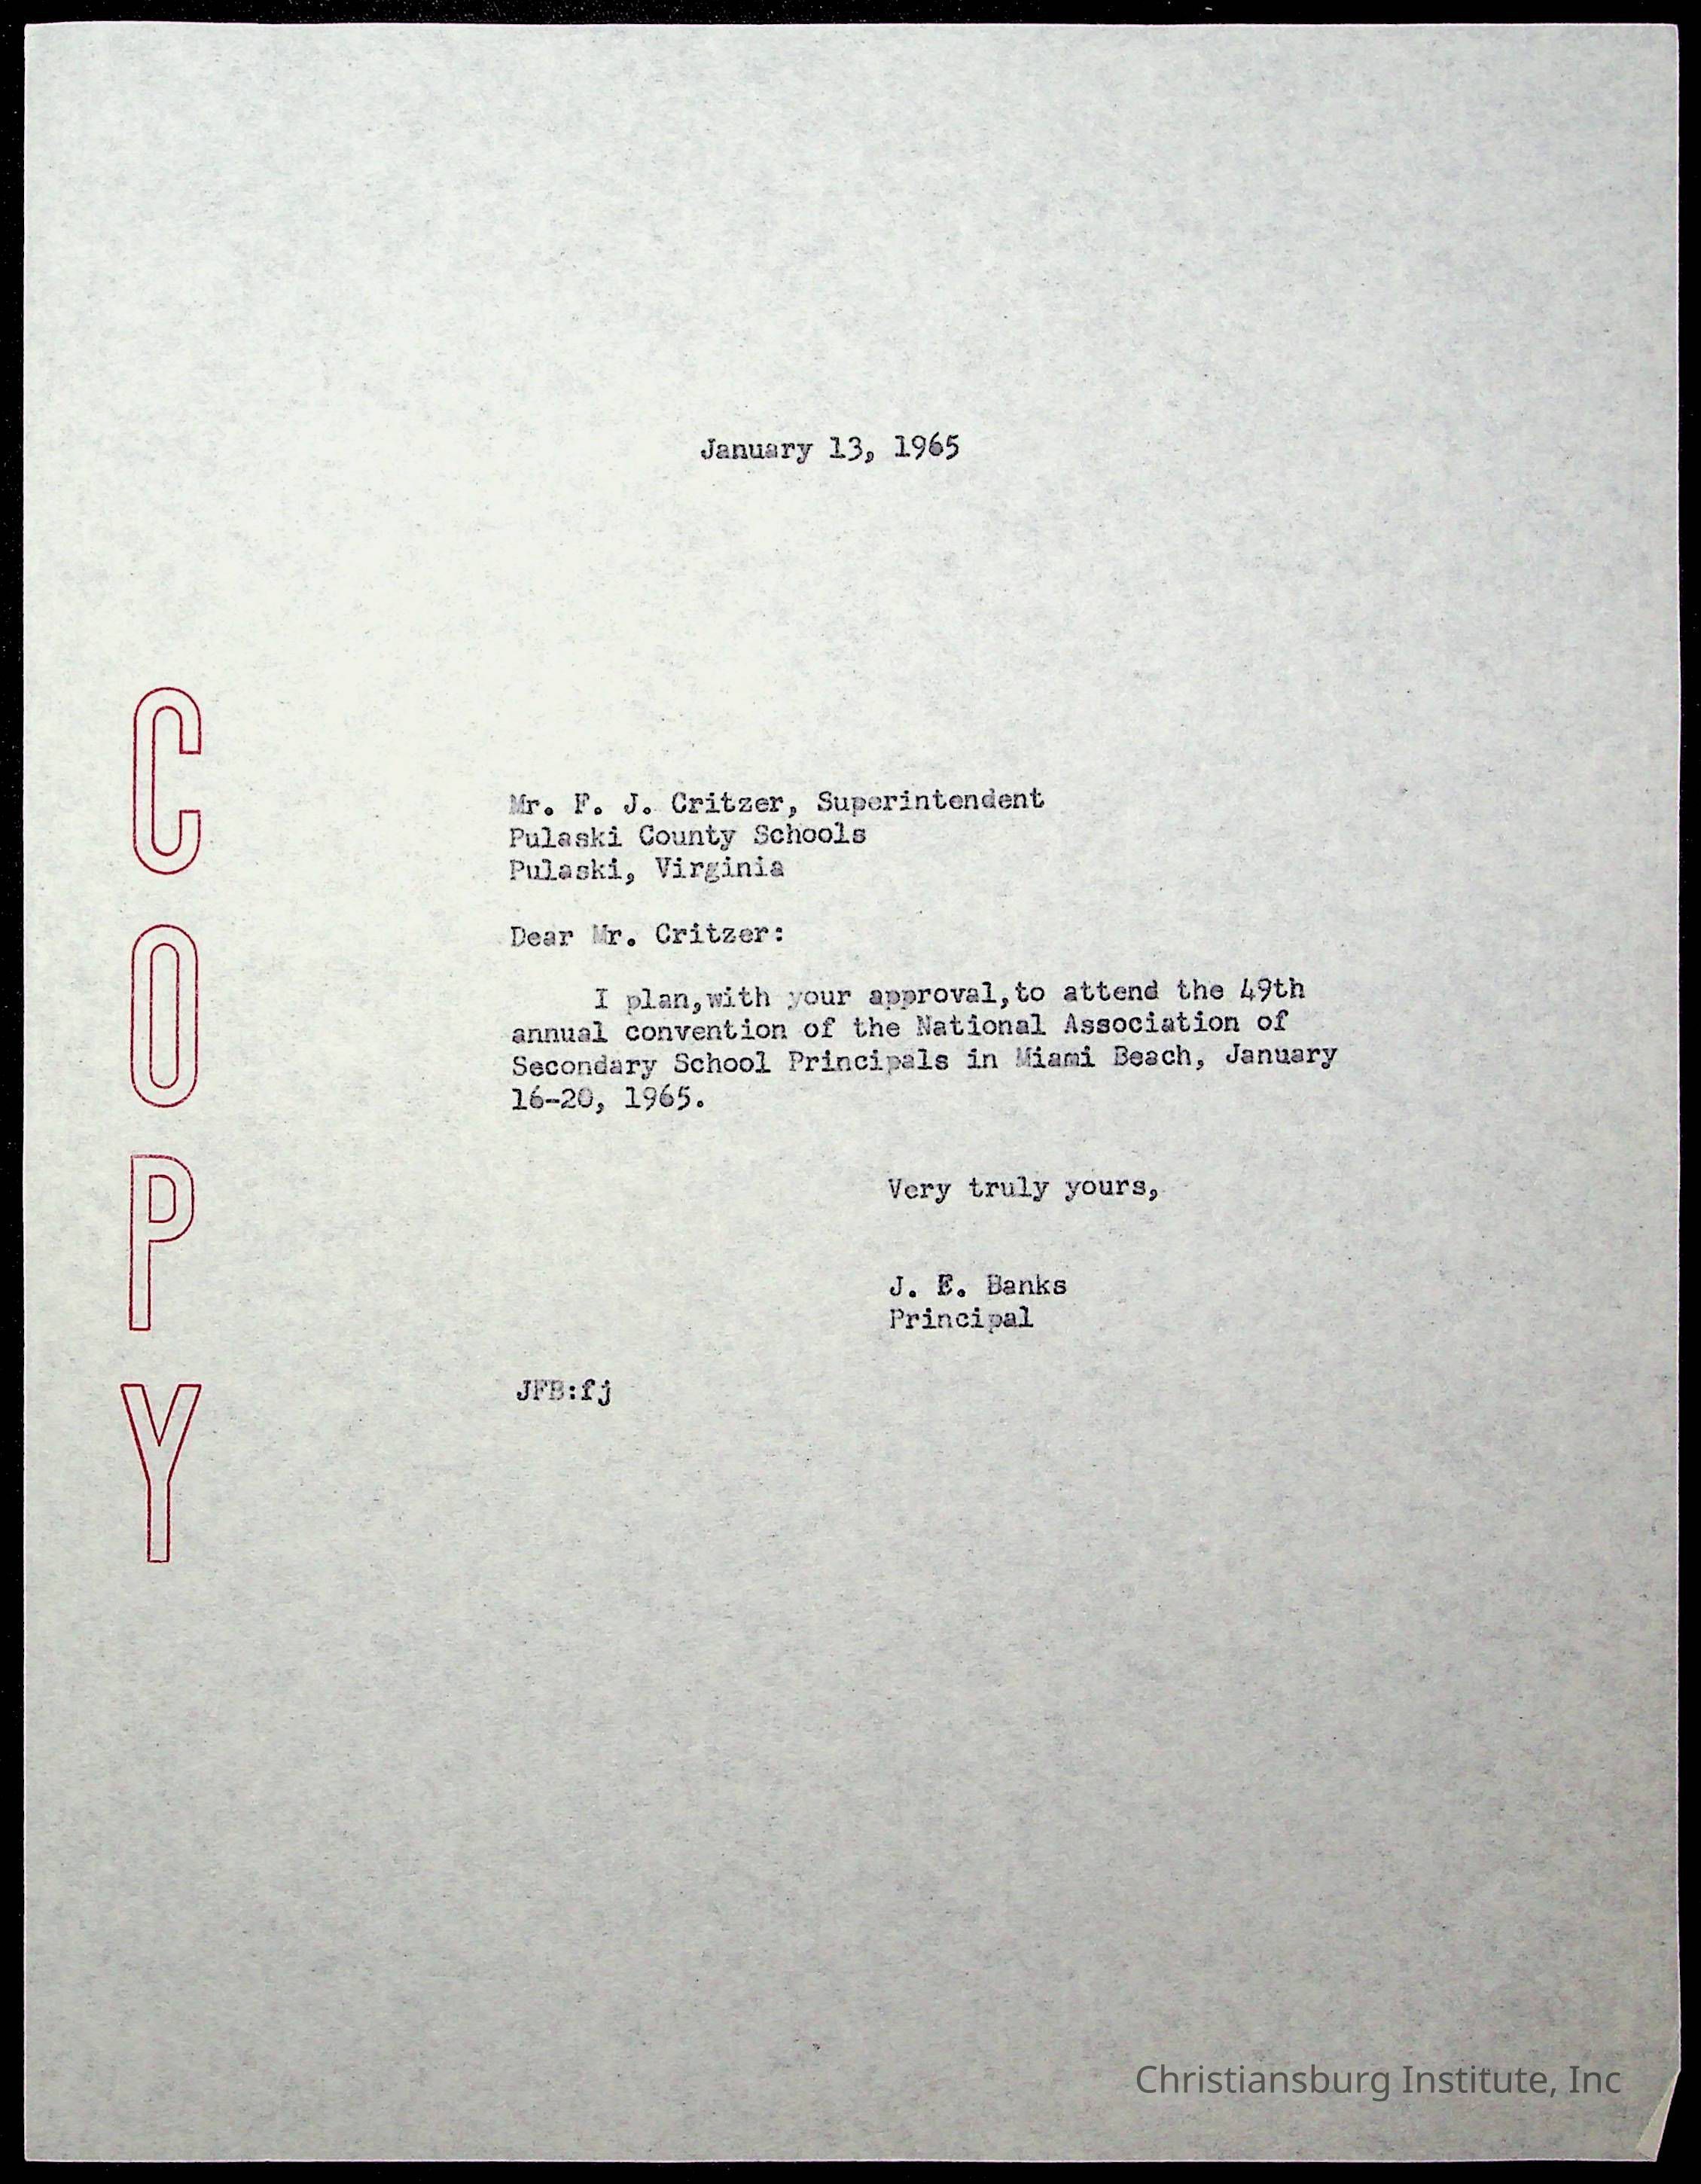 January 13, 1965
COPY
Mr. F. J. Critzer, Superintendent
Pulaski County Schools
Pulaski, Virginia
Dear Mr. Critzer:
I plan,with your approval,to attend the 49th
annual convention of the National Association of
Secondary School Principals in Miami Beach, January
16-20, 1965.
Very truly yours,
J. E. Banks
Principal
JFB:fj
Christiansburg Institute, Inc